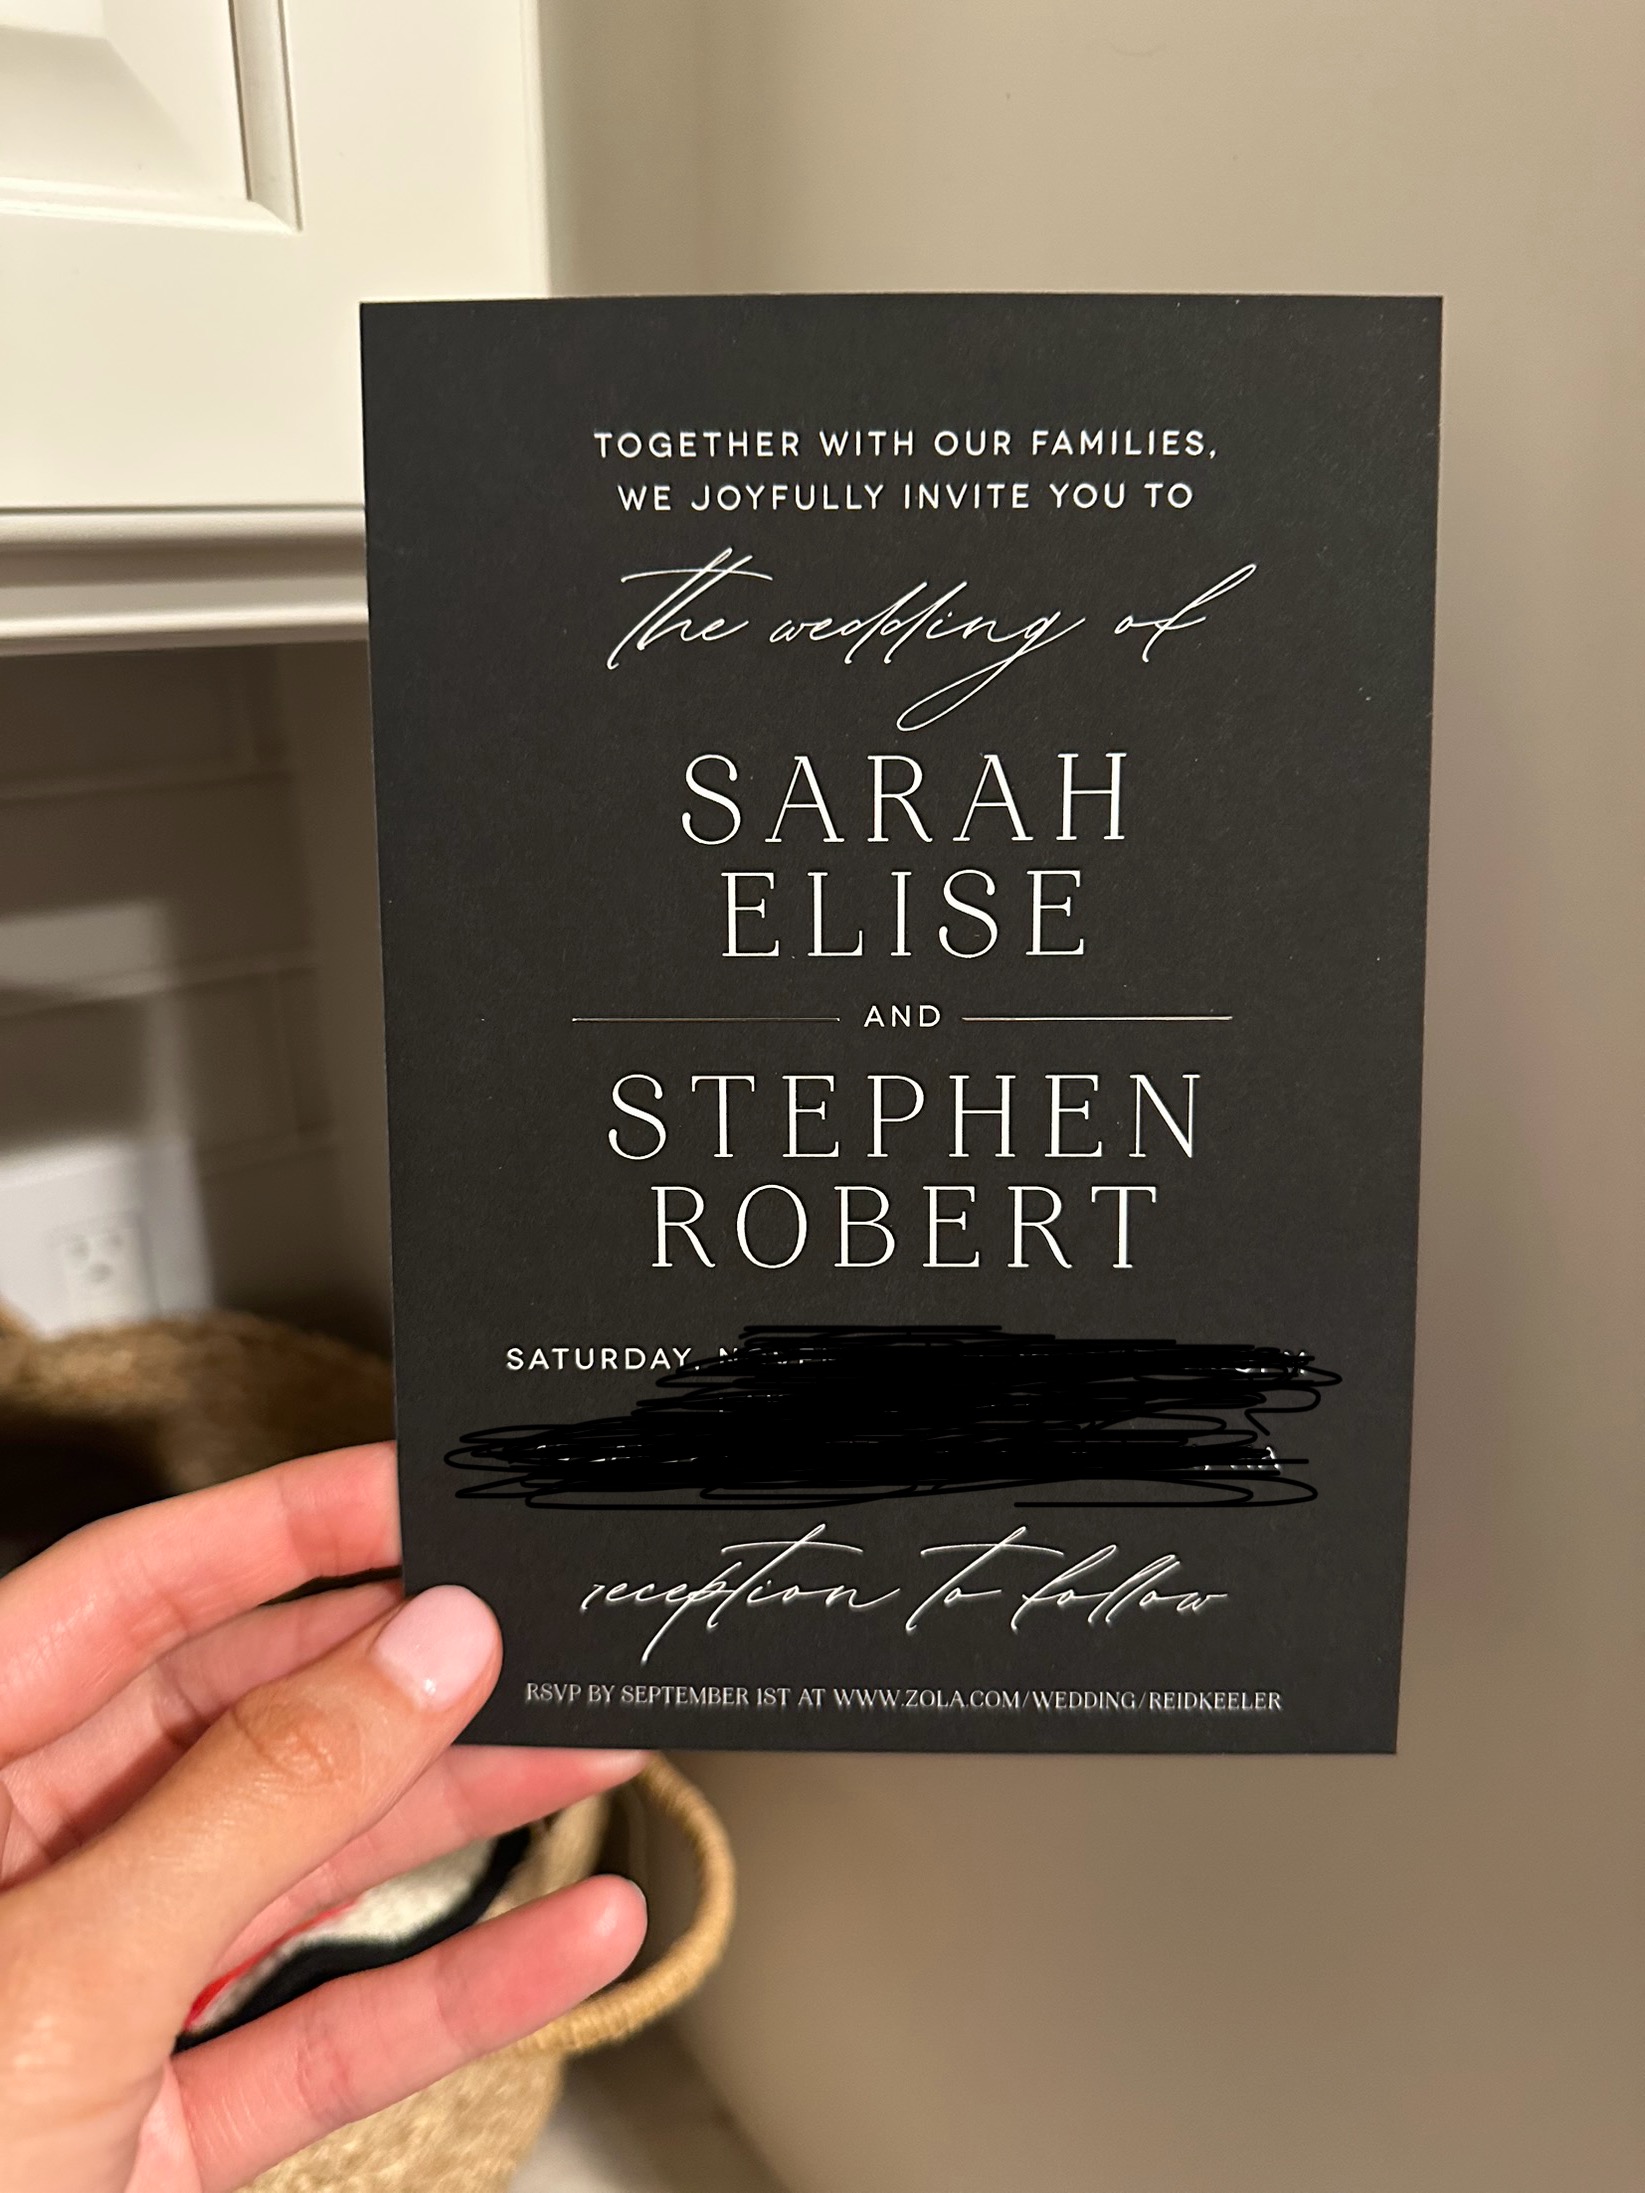 TOGETHER WITH OUR FAMILIES,
WE JOYFULLY INVITE YOU TO
the wedding of
SARAH
ELISE
AND
STEPHEN
ROBERT
SATURDAY,
reception to follow
RSVP BY SEPTEMBER 1ST AT WWW.ZOLA.COM/WEDDING/REIDKEELER